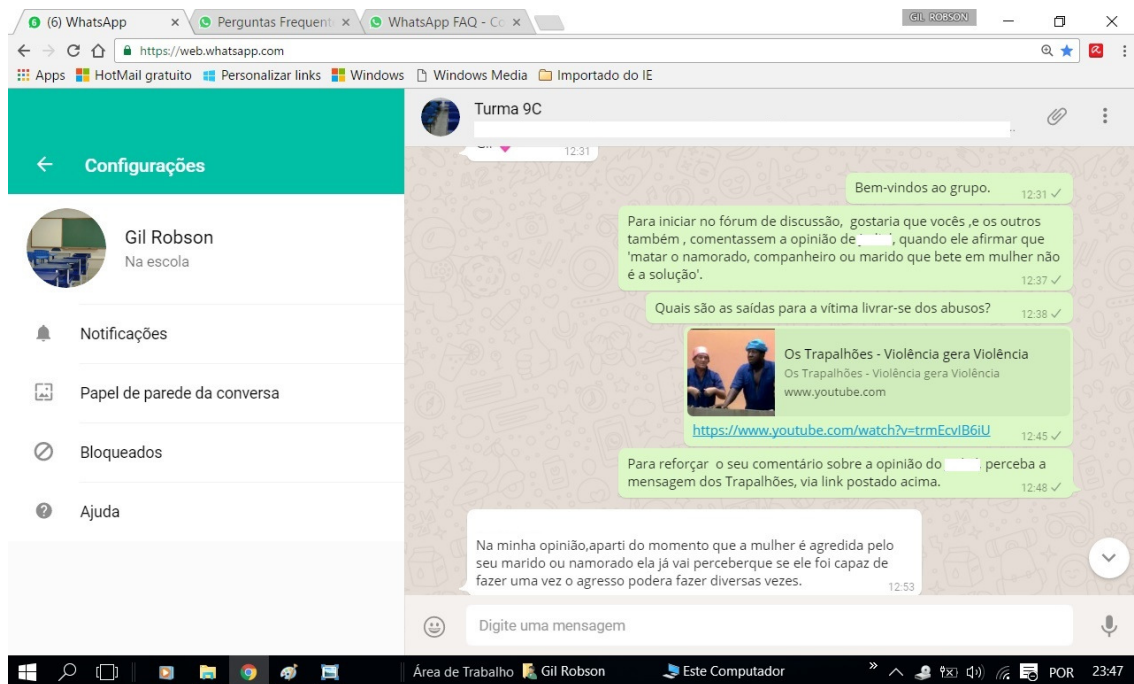 (6) WhatsApp
Perguntas Frequent
WhatsApp FAQ - Co
GIL ROBSON
https://web.whatsapp.com
Apps
HotMail gratuito
Personalizar links
Windows
Windows Media
Importado do IE
Configurações
Gil Robson
Na escola
Notificações
Papel de parede da conversa
Bloqueados
Ajuda
Turma 9C
12:31
Bem-vindos ao grupo.
12:31
Para iniciar no fórum de discussão, gostaria que vocês ,e os outros
também , comentassem a opinião de , quando ele afirmar que
'matar o namorado, companheiro ou marido que bete em mulher não
é a solução'.
12:37
Quais são as saídas para a vítima livrar-se dos abusos?
12:38
Os Trapalhões - Violência gera Violência
Os Trapalhões - Violência gera Violência
www.youtube.com
https://www.youtube.com/watch?v=trmEcvIB6iU
12:45
Para reforçar o seu comentário sobre a opinião do , perceba a
mensagem dos Trapalhões, via link postado acima.
12:48
Na minha opinião,aparti do momento que a mulher é agredida pelo
seu marido ou namorado ela já vai perceberque se ele foi capaz de
fazer uma vez o agresso podera fazer diversas vezes.
12:53
Digite uma mensagem
Área de Trabalho
Gil Robson
Este Computador
POR
23:47